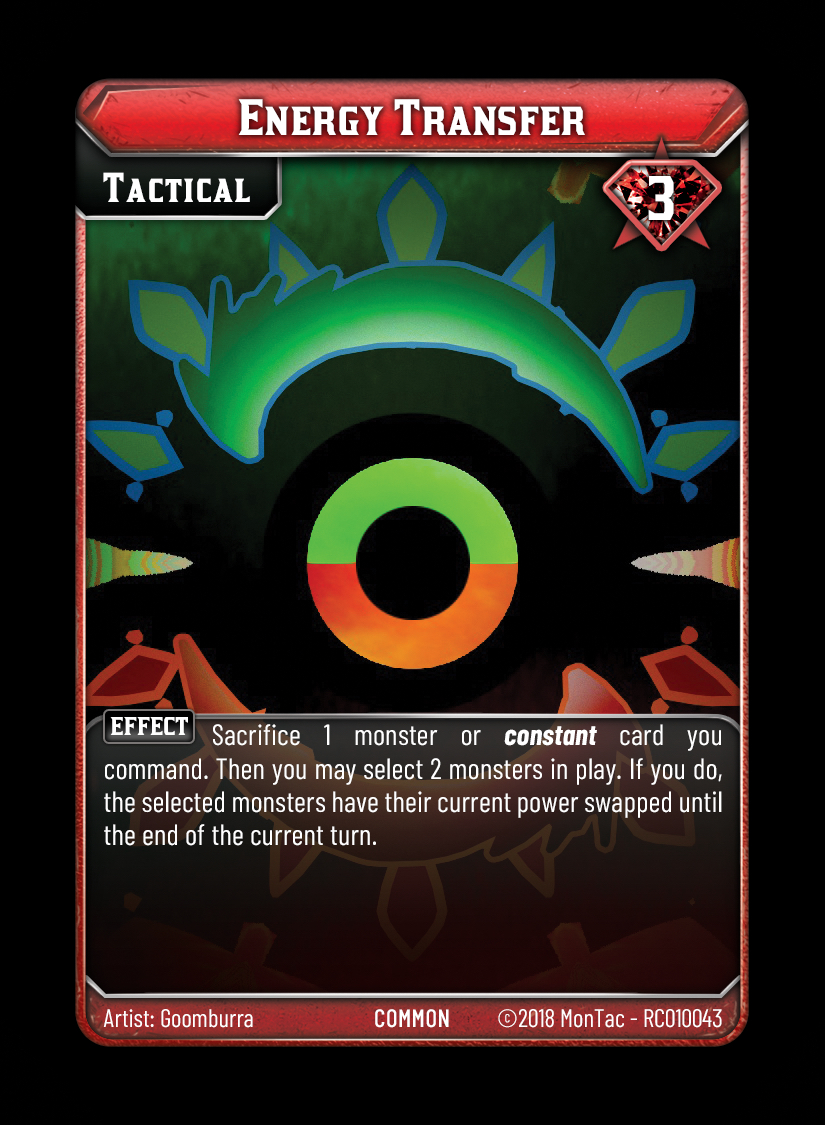 Energy Transfer
Tactical
3
EFFECT Sacrifice 1 monster or constant card you
command. Then you may select 2 monsters in play. If you do,
the selected monsters have their current power swapped until
the end of the current turn.
Artist: Goomburra COMMON ©2018 MonTac - RC010043